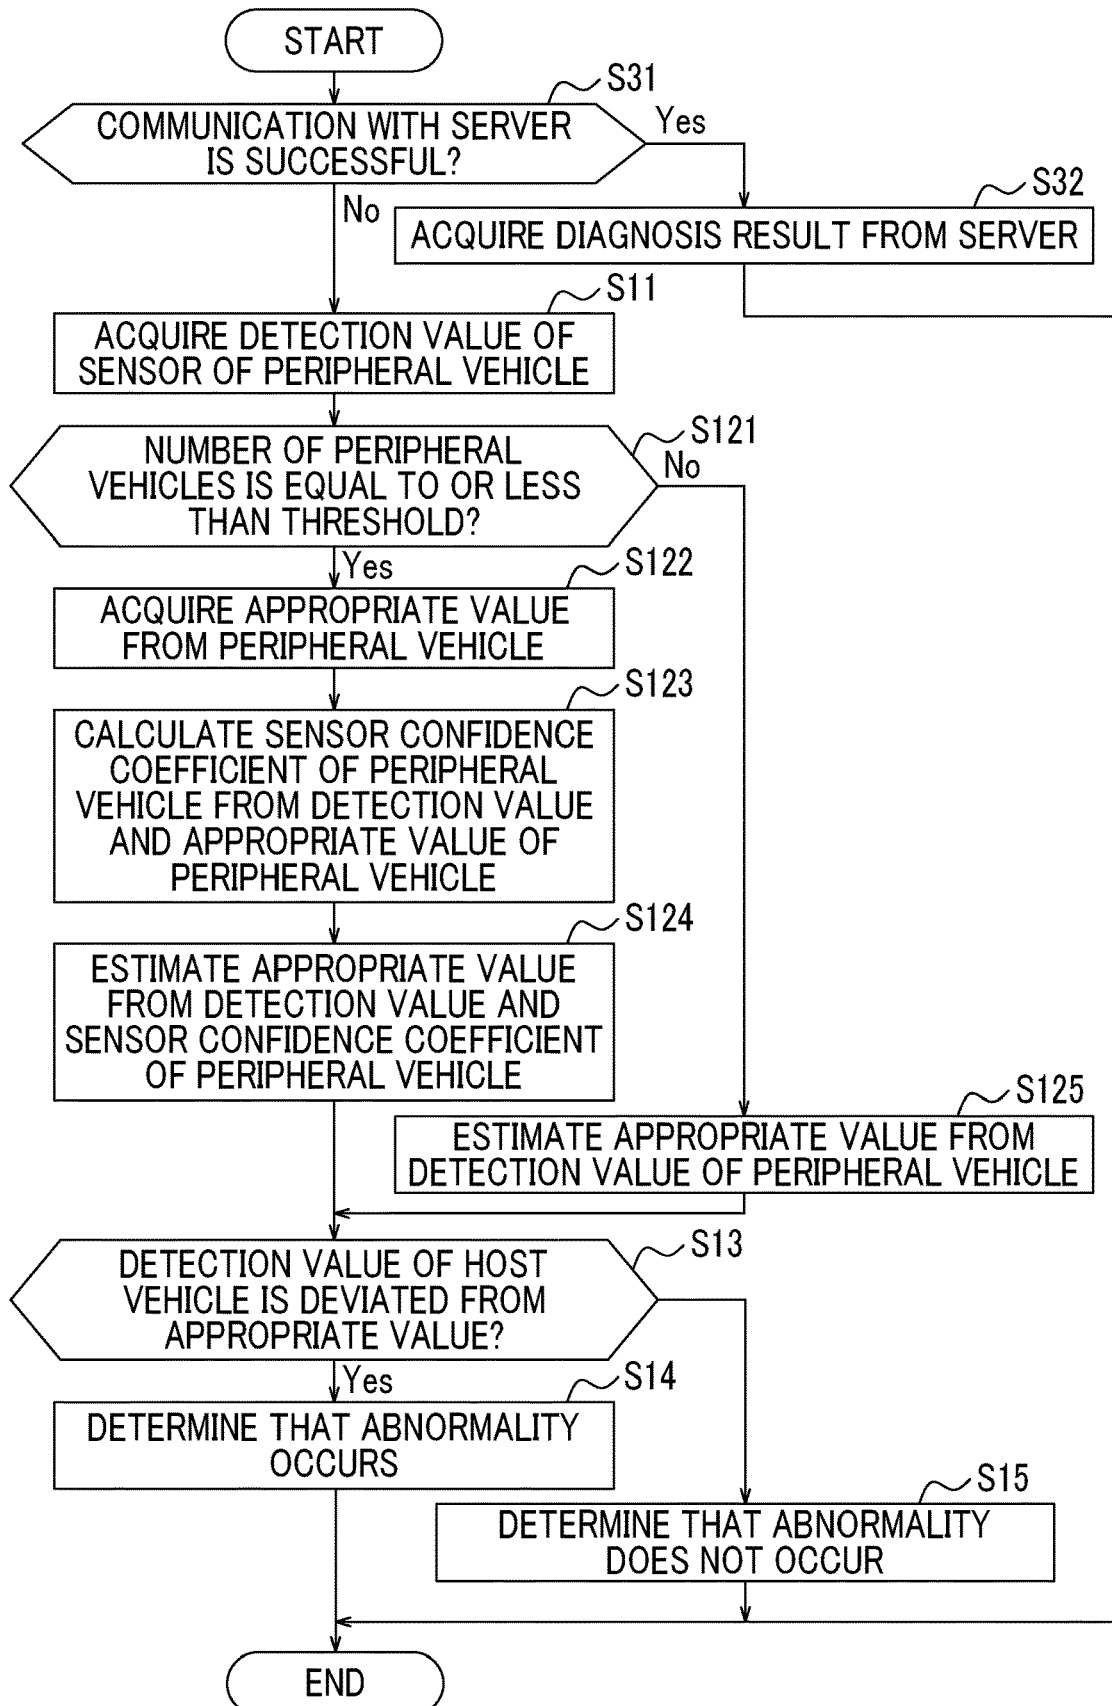 START
S31
COMMUNICATION WITH SERVER
IS SUCCESSFUL?
Yes
No
S32
ACQUIRE DIAGNOSIS RESULT FROM SERVER
S11
ACQUIRE DETECTION VALUE OF
SENSOR OF PERIPHERAL VEHICLE
S121
NUMBER OF PERIPHERAL
VEHICLES IS EQUAL TO OR LESS
THAN THRESHOLD?
No
Yes
S122
ACQUIRE APPROPRIATE VALUE
FROM PERIPHERAL VEHICLE
S123
CALCULATE SENSOR CONFIDENCE
COEFFICIENT OF PERIPHERAL
VEHICLE FROM DETECTION VALUE
AND APPROPRIATE VALUE OF
PERIPHERAL VEHICLE
S124
ESTIMATE APPROPRIATE VALUE
FROM DETECTION VALUE AND
SENSOR CONFIDENCE COEFFICIENT
OF PERIPHERAL VEHICLE
S125
ESTIMATE APPROPRIATE VALUE FROM
DETECTION VALUE OF PERIPHERAL VEHICLE
S13
DETECTION VALUE OF HOST
VEHICLE IS DEVIATED FROM
APPROPRIATE VALUE?
Yes
S14
DETERMINE THAT ABNORMALITY
OCCURS
S15
DETERMINE THAT ABNORMALITY
DOES NOT OCCUR
END